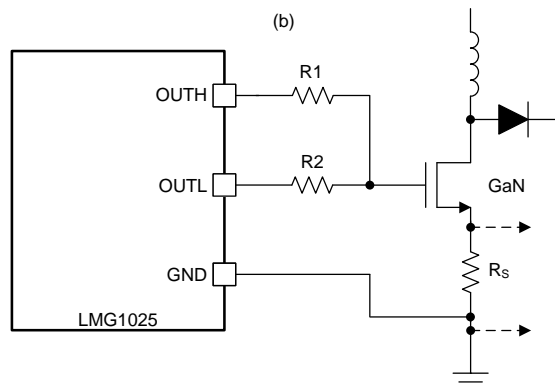 (b)
R1
OUTH
R2
OUTL
GaN
GND
RS
LMG1025